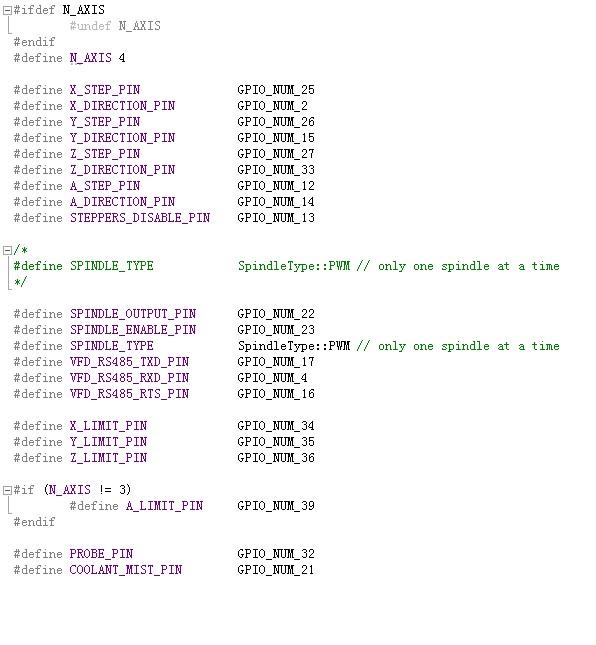 #ifdef N_AXIS
#undef N_AXIS
#endif
#define N_AXIS 4
#define X_STEP_PIN GPIO_NUM_25
#define X_DIRECTION_PIN GPIO_NUM_2
#define Y_STEP_PIN GPIO_NUM_26
#define Y_DIRECTION_PIN GPIO_NUM_15
#define Z_STEP_PIN GPIO_NUM_27
#define Z_DIRECTION_PIN GPIO_NUM_33
#define A_STEP_PIN GPIO_NUM_12
#define A_DIRECTION_PIN GPIO_NUM_14
#define STEPPERS_DISABLE_PIN GPIO_NUM_13
/*
#define SPINDLE_TYPE SpindleType::PWM // only one spindle at a time
*/
#define SPINDLE_OUTPUT_PIN GPIO_NUM_22
#define SPINDLE_ENABLE_PIN GPIO_NUM_23
#define SPINDLE_TYPE SpindleType::PWM // only one spindle at a time
#define VFD_RS485_TXD_PIN GPIO_NUM_17
#define VFD_RS485_RXD_PIN GPIO_NUM_4
#define VFD_RS485_RTS_PIN GPIO_NUM_16
#define X_LIMIT_PIN GPIO_NUM_34
#define Y_LIMIT_PIN GPIO_NUM_35
#define Z_LIMIT_PIN GPIO_NUM_36
#if (N_AXIS != 3)
#define A_LIMIT_PIN GPIO_NUM_39
#endif
#define PROBE_PIN GPIO_NUM_32
#define COOLANT_MIST_PIN GPIO_NUM_21